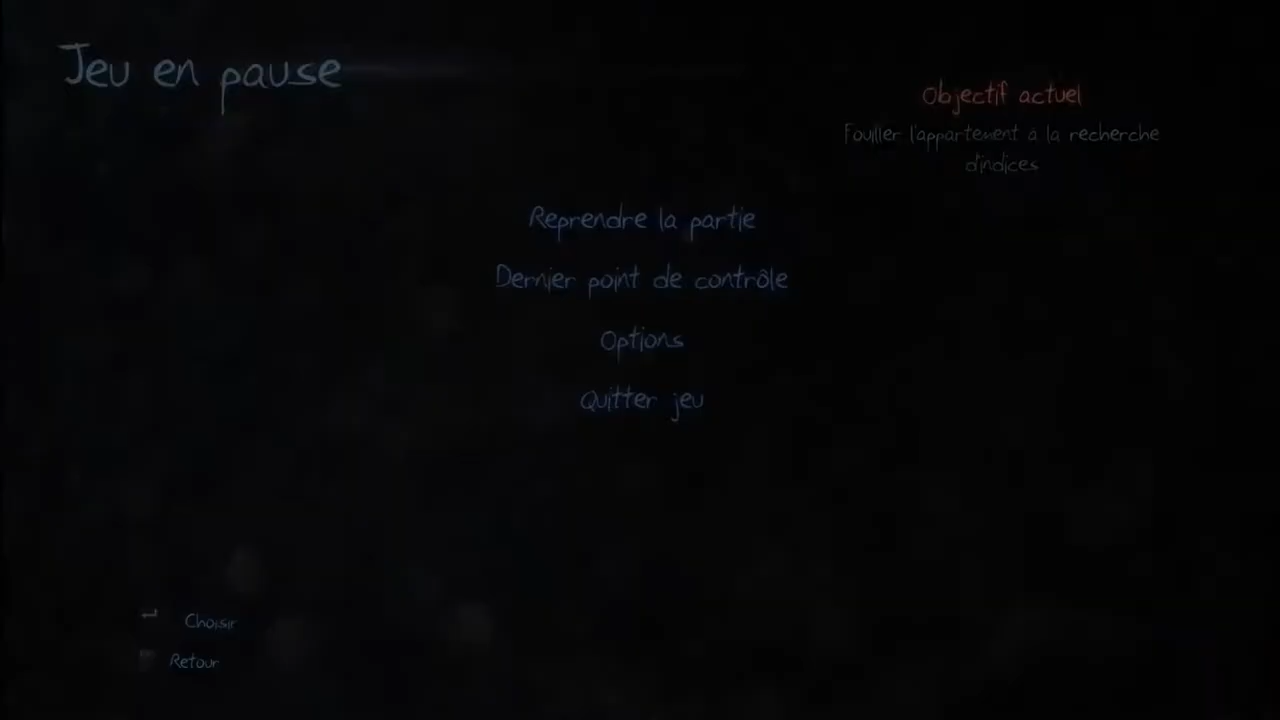 Jeu en pause
Objectif actuel
Fouiller l'appartement à la recherche
d'indices
Reprendre la partie
Dernier point de contrôle
Options
Quitter jeu
Choisir
Retour